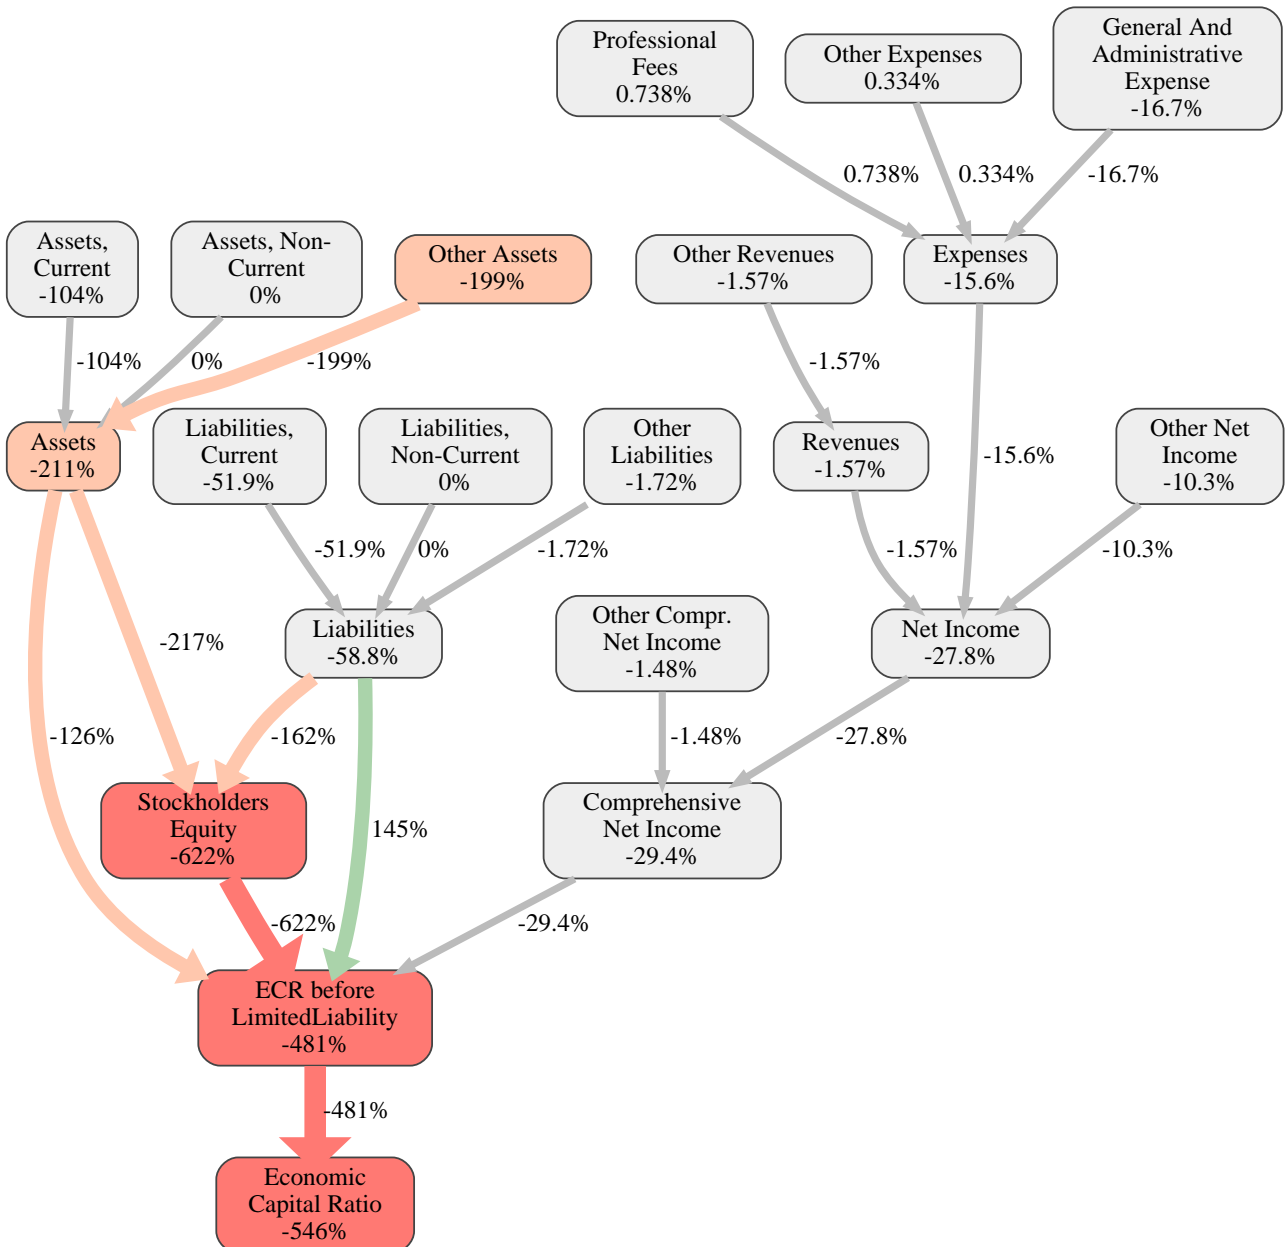 Professional
Fees
0.738%
Other Expenses
0.334%
General And
Administrative
Expense
-16.7%
0.738%
0.334%
-16.7%
Assets,
Current
-104%
Assets, Non-
Current
0%
Other Assets
-199%
Other Revenues
-1.57%
Expenses
-15.6%
-104%
0%
-199%
-1.57%
Assets
-211%
Liabilities,
Current
-51.9%
Liabilities,
Non-Current
0%
Other
Liabilities
-1.72%
Revenues
-1.57%
-15.6%
Other Net
Income
-10.3%
-51.9%
0%
-1.72%
-1.57%
-10.3%
Liabilities
-58.8%
Other Compr.
Net Income
-1.48%
Net Income
-27.8%
-217%
-126%
-162%
-1.48%
-27.8%
Stockholders
Equity
-622%
145%
Comprehensive
Net Income
-29.4%
-622%
-29.4%
ECR before
LimitedLiability
-481%
-481%
Economic
Capital Ratio
-546%